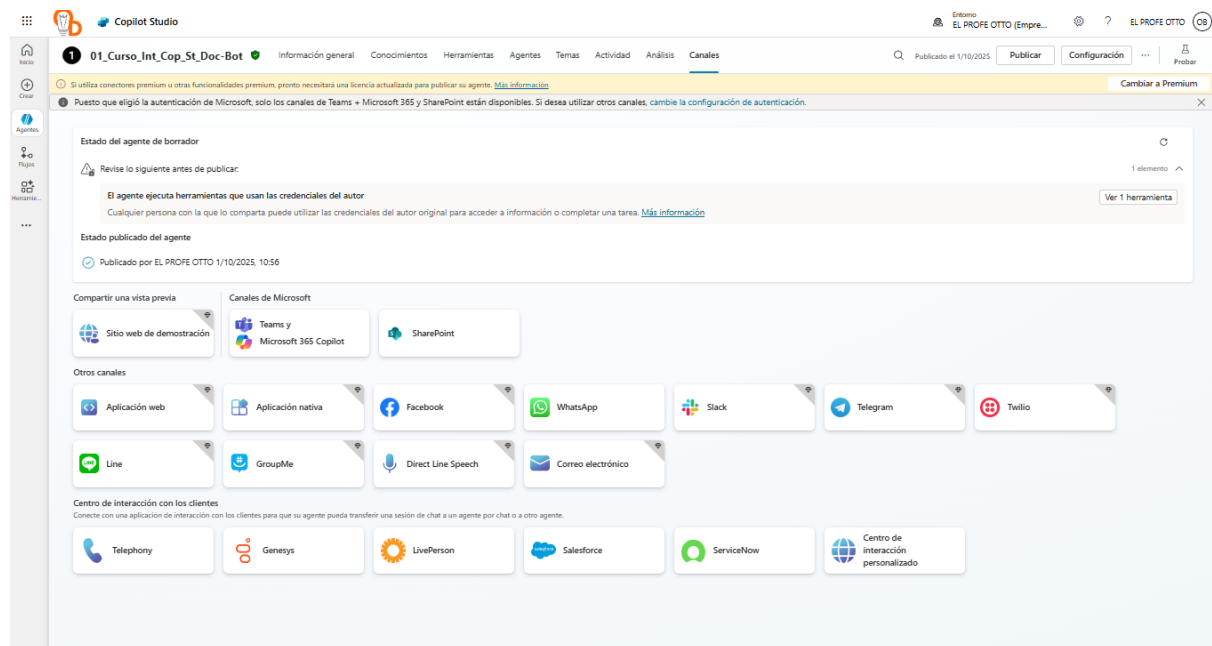 Copilot Studio
Entorno
EL PROFE OTTO (Empre...
?
EL PROFE OTTO
OB
Inicio
Crear
Agentes
Flujos
Herramie...
1 01_Curso_Int_Cop_St_Doc-Bot
Información general Conocimientos Herramientas Agentes Temas Actividad Análisis Canales
Publicado el 1/10/2025
Publicar
Configuración
...
Probar
Si utiliza conectores premium u otras funcionalidades premium, pronto necesitará una licencia actualizada para publicar su agente. Más información
Cambiar a Premium
Puesto que eligió la autenticación de Microsoft, solo los canales de Teams + Microsoft 365 y SharePoint están disponibles. Si desea utilizar otros canales, cambie la configuración de autenticación.
Estado del agente de borrador
Revise lo siguiente antes de publicar:
1 elemento
El agente ejecuta herramientas que usan las credenciales del autor
Cualquier persona con la que lo comparta puede utilizar las credenciales del autor original para acceder a información o completar una tarea. Más información
Ver 1 herramienta
Estado publicado del agente
Publicado por EL PROFE OTTO 1/10/2025, 10:56
Compartir una vista previa
Canales de Microsoft
Sitio web de demostración
Teams y
Microsoft 365 Copilot
SharePoint
Otros canales
Aplicación web
Aplicación nativa
Facebook
WhatsApp
Slack
Telegram
Twilio
Line
GroupMe
Direct Line Speech
Correo electrónico
Centro de interacción con los clientes
Conecte con una aplicación de interacción con los clientes para que su agente pueda transferir una sesión de chat a un agente por chat o a otro agente.
Telephony
Genesys
LivePerson
Salesforce
ServiceNow
Centro de
interacción
personalizado